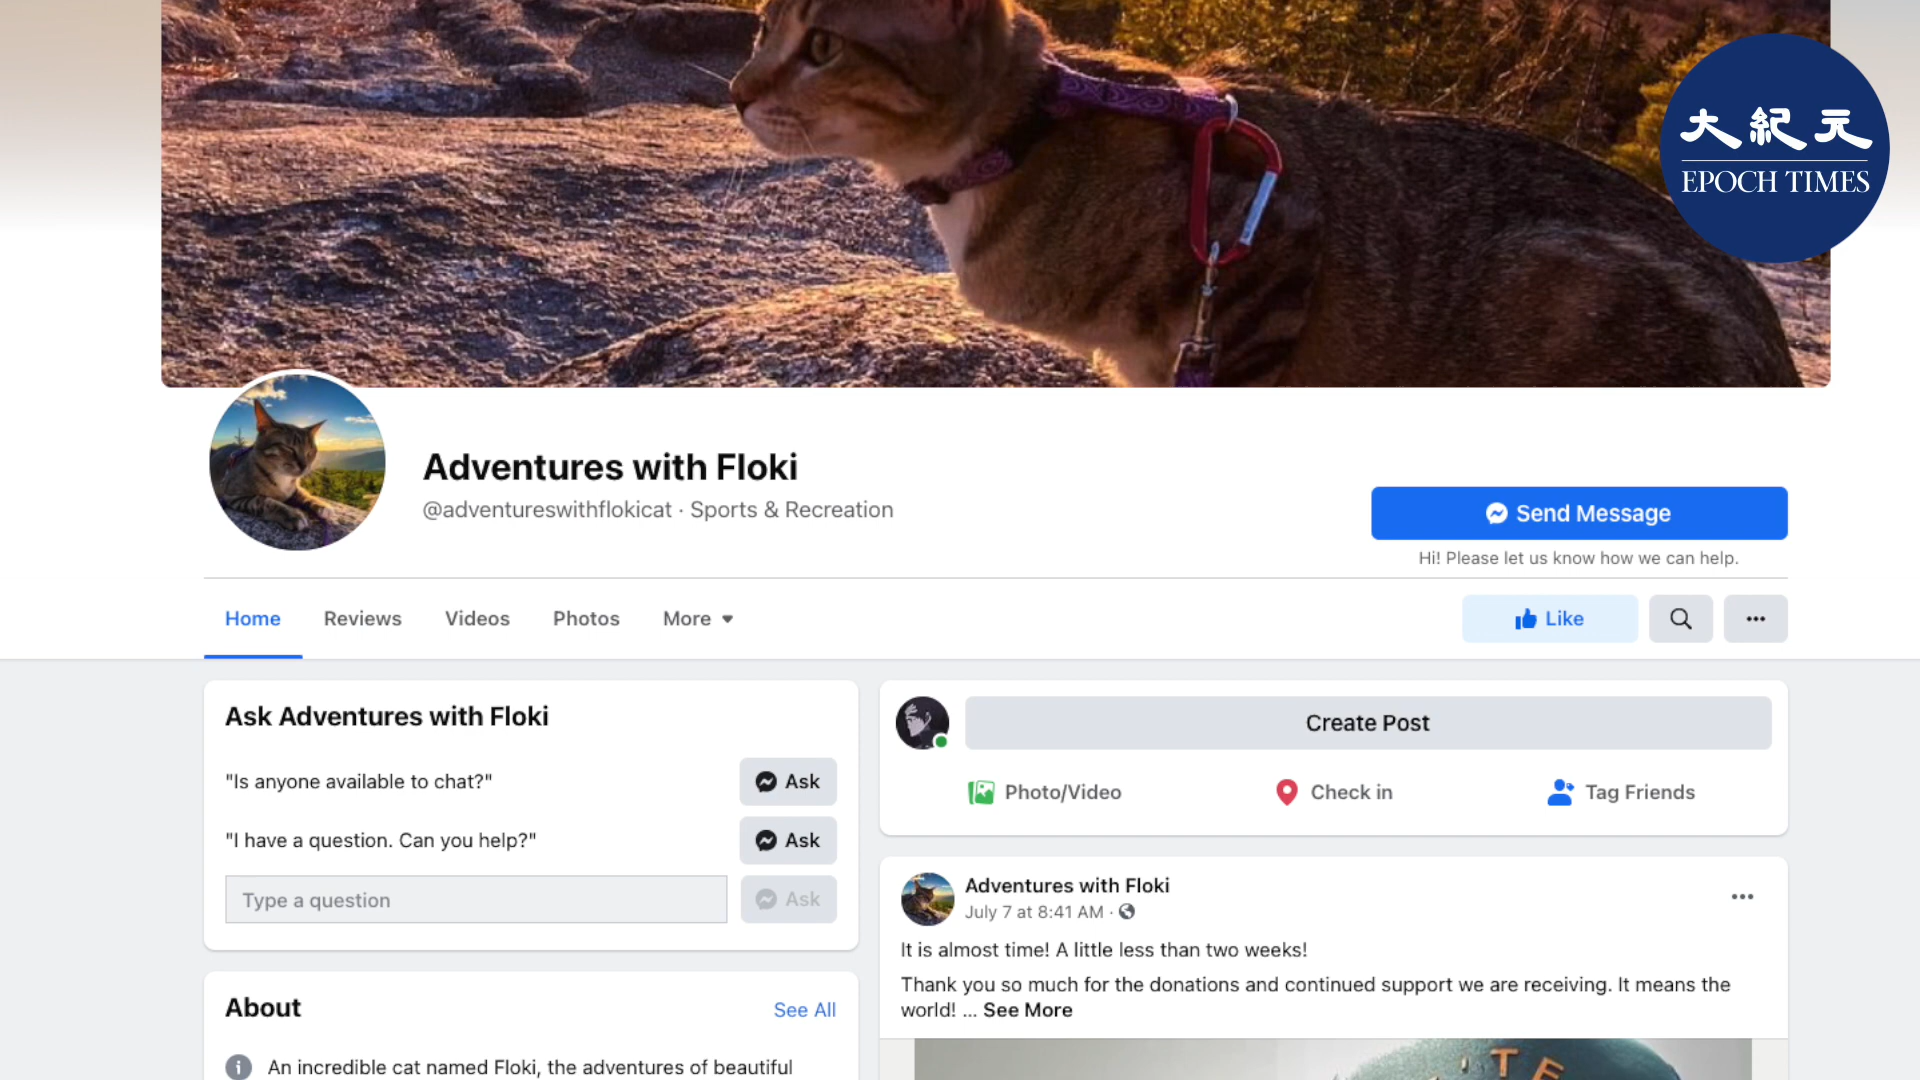 大紀元
EPOCH TIMES
Adventures with Floki
@adventureswithflokicat · Sports & Recreation
Send Message
Hi! Please let us know how we can help.
Home
Reviews
Videos
Photos
More
Like
Ask Adventures with Floki
"Is anyone available to chat?"
Ask
"I have a question. Can you help?"
Ask
Type a question
Ask
About
See All
An incredible cat named Floki, the adventures of beautiful
Create Post
Photo/Video
Check in
Tag Friends
Adventures with Floki
July 7 at 8:41 AM ·
It is almost time! A little less than two weeks!
Thank you so much for the donations and continued support we are receiving. It means the
world! ... See More